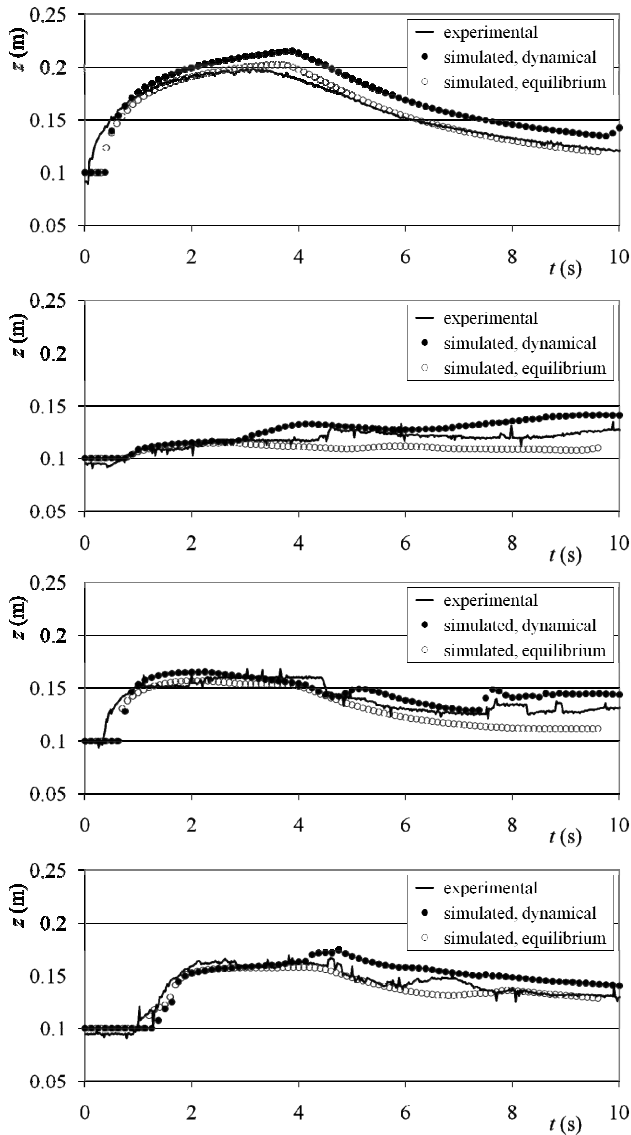 z (m)
0.25
0.2
0.15
0.1
0.05
experimental
simulated, dynamical
simulated, equilibrium
0
2
4
6
8
10
t (s)
z (m)
0.25
0.2
0.15
0.1
0.05
experimental
simulated, dynamical
simulated, equilibrium
0
2
4
6
8
10
t (s)
z (m)
0.25
0.2
0.15
0.1
0.05
experimental
simulated, dynamical
simulated, equilibrium
0
2
4
6
8
10
t (s)
z (m)
0.25
0.2
0.15
0.1
0.05
experimental
simulated, dynamical
simulated, equilibrium
0
2
4
6
8
10
t (s)